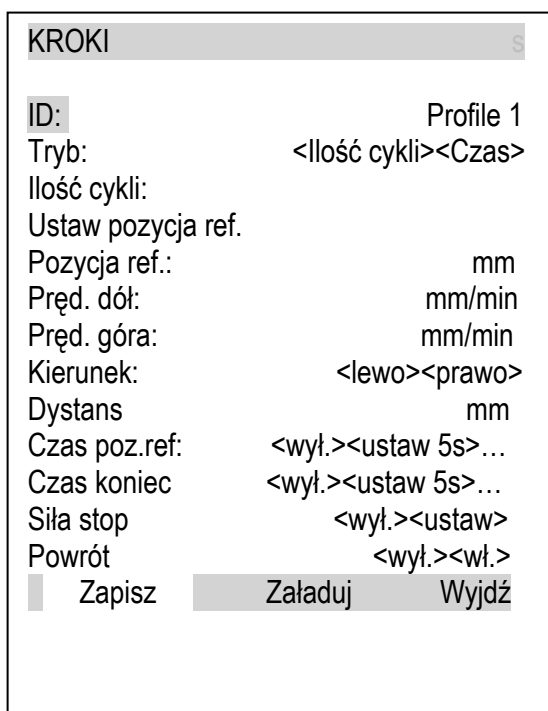 KROKI s
ID: Profile 1
Tryb: <Ilość cykli><Czas>
Ilość cykli:
Ustaw pozycja ref.
Pozycja ref.: mm
Pręd. dół: mm/min
Pręd. góra: mm/min
Kierunek: <lewo><prawo>
Dystans mm
Czas poz.ref: <wył.><ustaw 5s>…
Czas koniec <wył.><ustaw 5s>…
Siła stop <wył.><ustaw>
Powrót <wył.><wł.>
Zapisz Załaduj Wyjdź